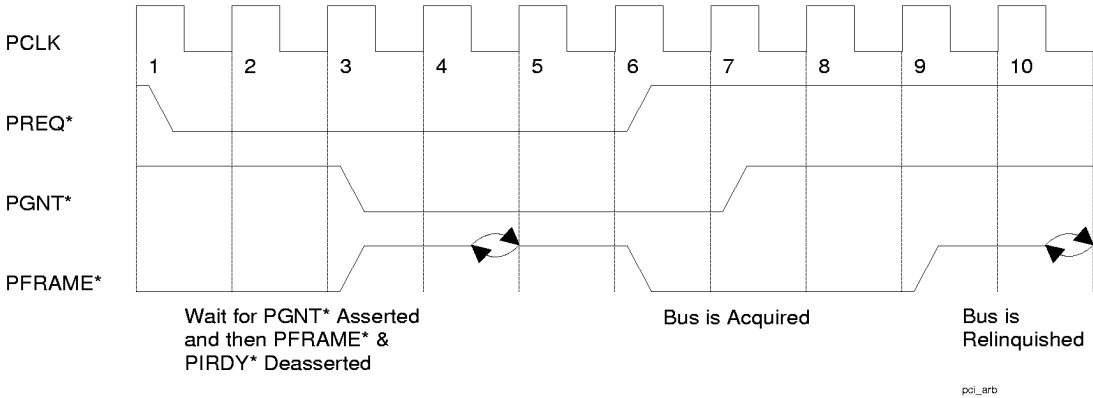 PCLK
1 2 3 4 5 6 7 8 9 10
PREQ*
PGNT*
PFRAME*
Wait for PGNT* Asserted
and then PFRAME* &
PIRDY* Deasserted
Bus is Acquired
Bus is
Relinquished
pci_arb